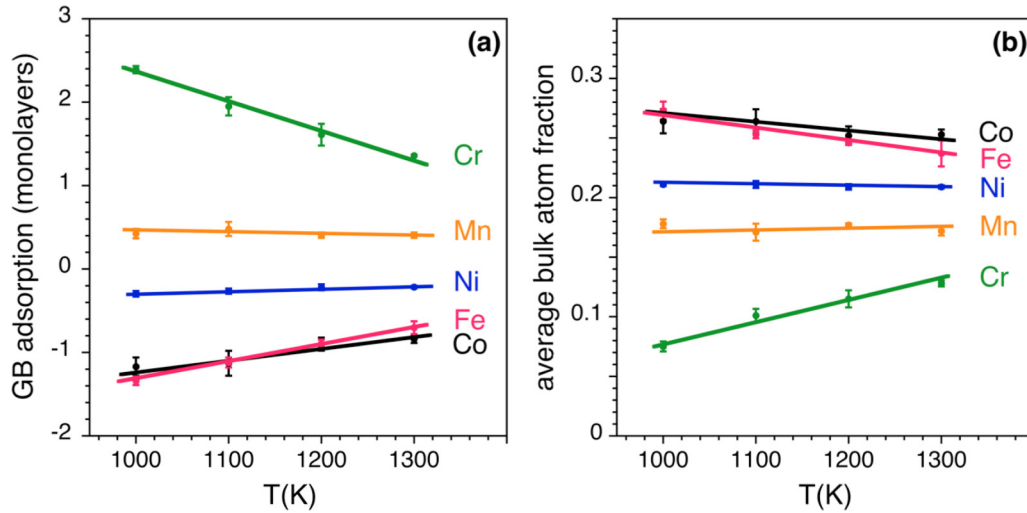 (a)
3
2
1
0
-1
-2
GB adsorption (monolayers)
Cr
Mn
Ni
Fe
Co
1000 1100 1200 1300
T(K)
(b)
0.3
0.2
0.1
0
average bulk atom fraction
Co
Fe
Ni
Mn
Cr
1000 1100 1200 1300
T(K)